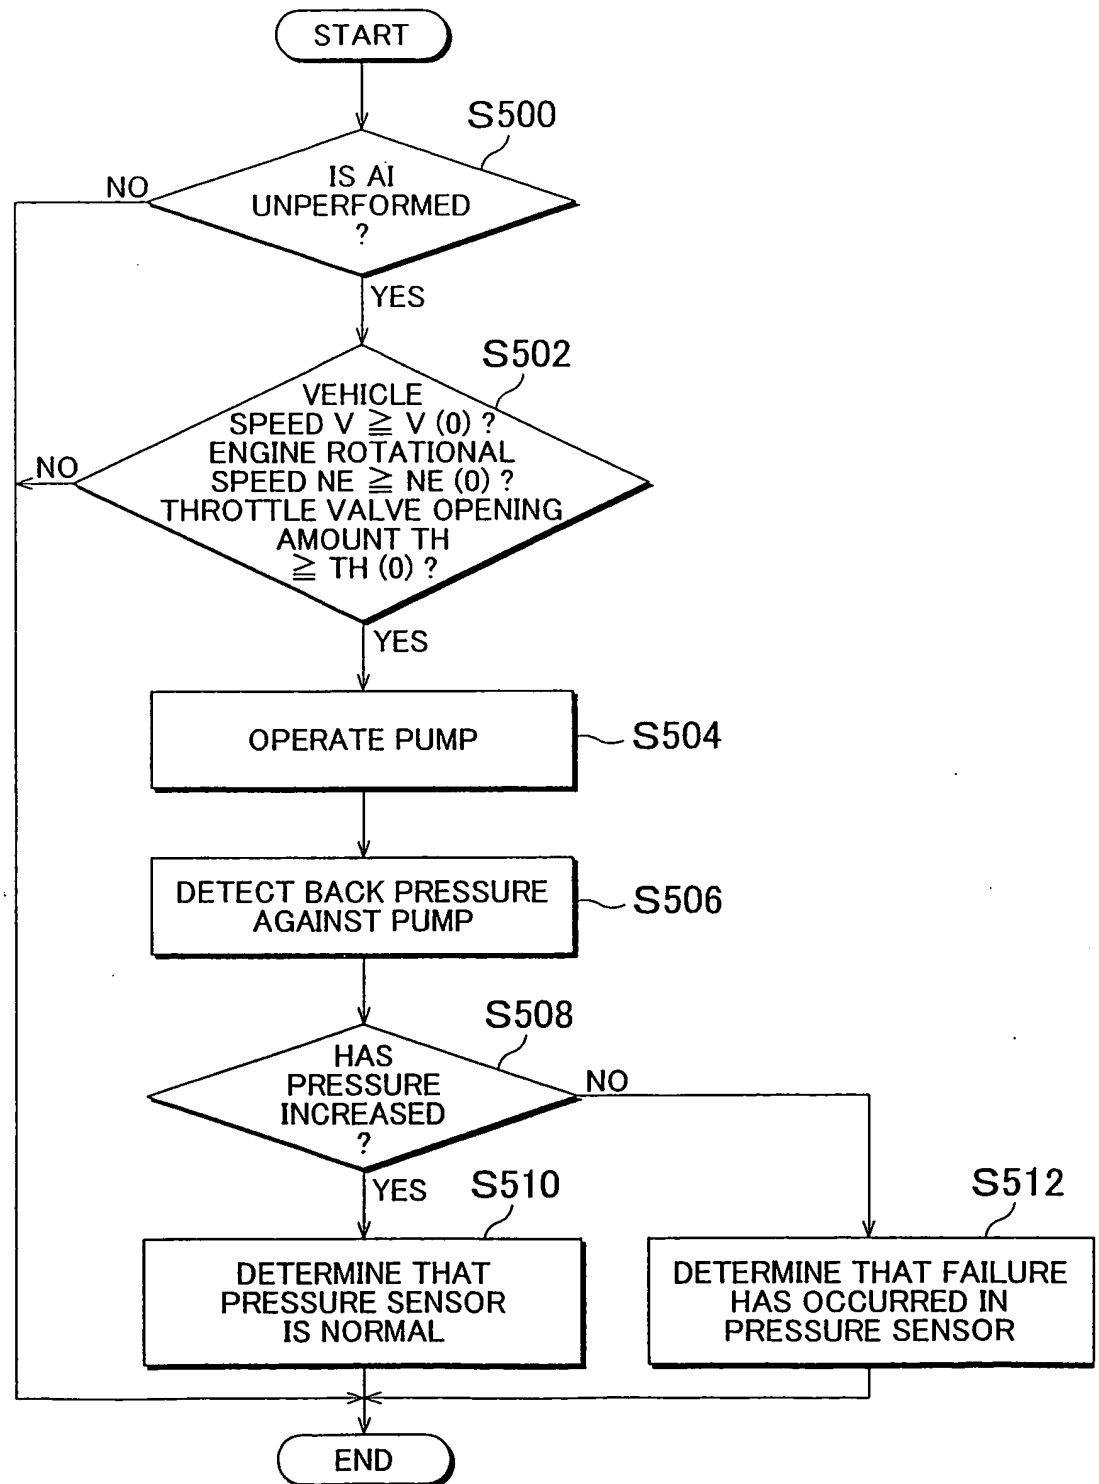 START
S500
IS AI
UNPERFORMED
?
NO
YES
S502
VEHICLE
SPEED V ≧ V (0) ?
ENGINE ROTATIONAL
SPEED NE ≧ NE (0) ?
THROTTLE VALVE OPENING
AMOUNT TH
≧ TH (0) ?
NO
YES
OPERATE PUMP
S504
DETECT BACK PRESSURE
AGAINST PUMP
S506
S508
HAS
PRESSURE
INCREASED
?
NO
YES
S510
DETERMINE THAT
PRESSURE SENSOR
IS NORMAL
S512
DETERMINE THAT FAILURE
HAS OCCURRED IN
PRESSURE SENSOR
END